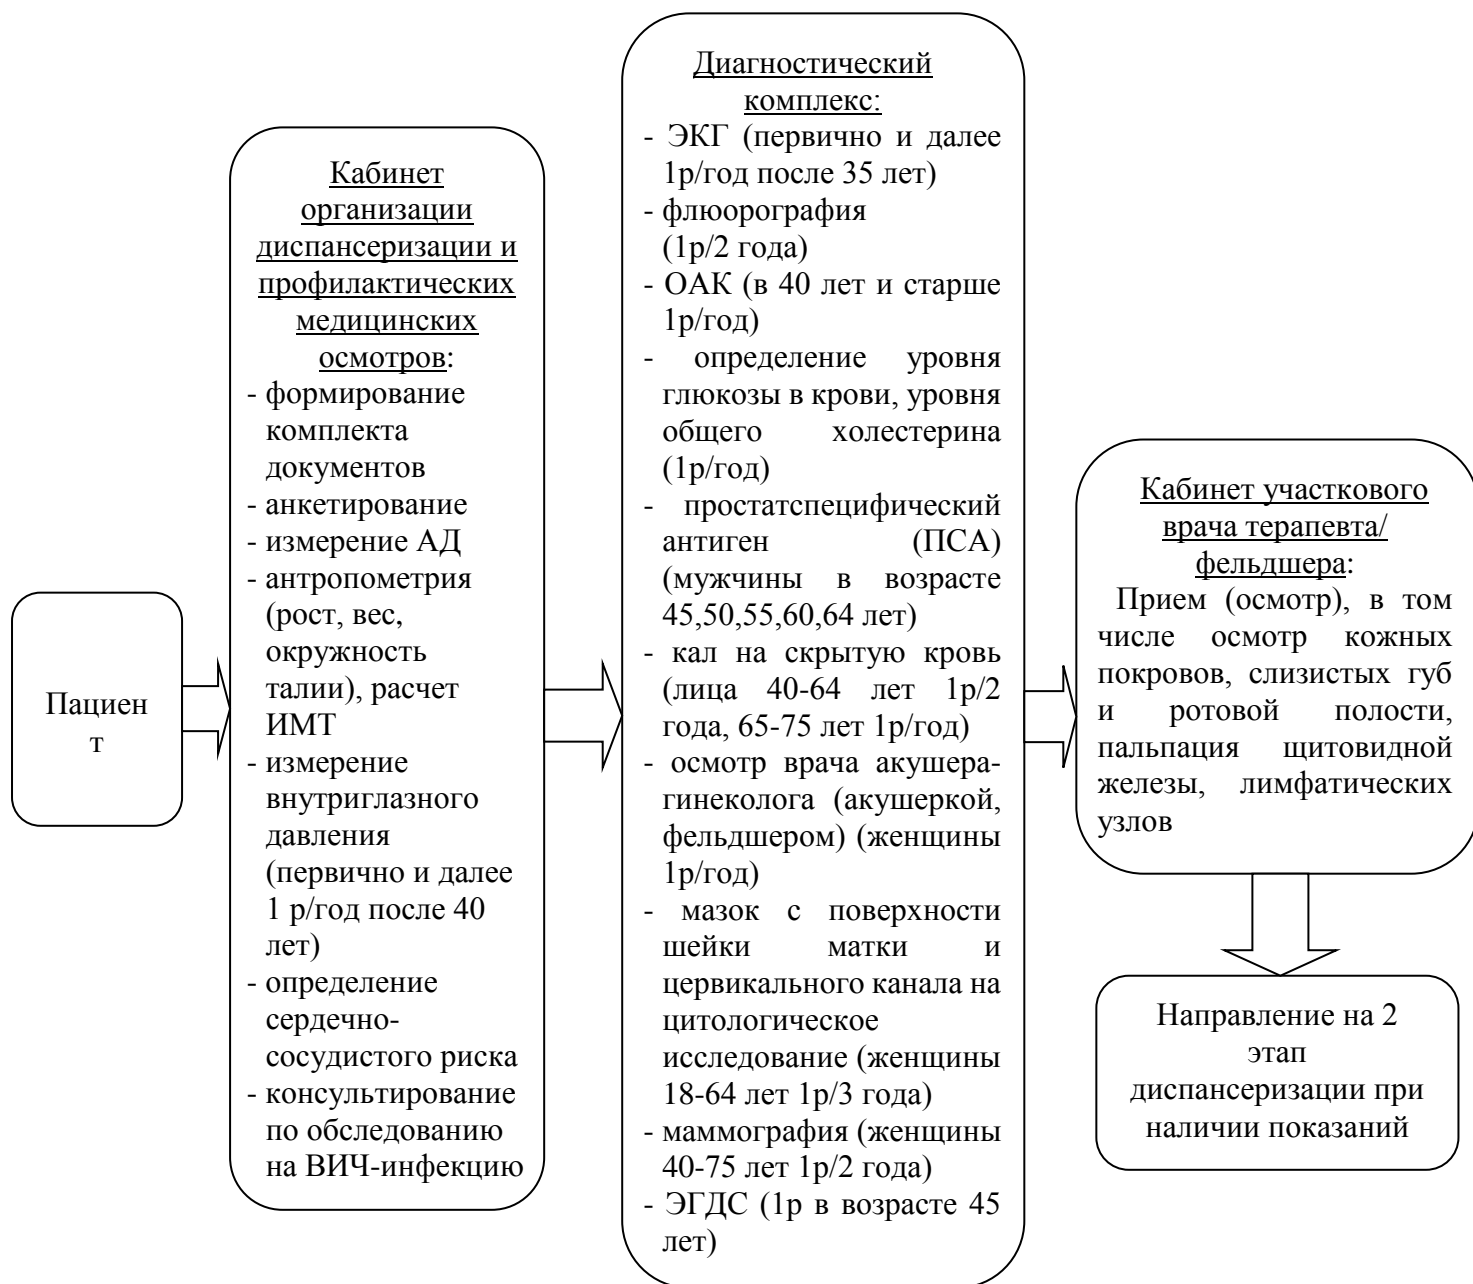 Пациен
т
Кабинет
организации
диспансеризации и
профилактических
медицинских
осмотров:
- формирование
комплекта
документов
- анкетирование
- измерение АД
- антропометрия
(рост, вес,
окружность
талии), расчет
ИМТ
- измерение
внутриглазного
давления
(первично и далее
1 р/год после 40
лет)
- определение
сердечно-
сосудистого риска
- консультирование
по обследованию
на ВИЧ-инфекцию
Диагностический
комплекс:
- ЭКГ (первично и далее
1р/год после 35 лет)
- флюорография
(1р/2 года)
- ОАК (в 40 лет и старше
1р/год)
- определение уровня
глюкозы в крови, уровня
общего холестерина
(1р/год)
- простатспецифический
антиген (ПСА)
(мужчины в возрасте
45,50,55,60,64 лет)
- кал на скрытую кровь
(лица 40-64 лет 1р/2
года, 65-75 лет 1р/год)
- осмотр врача акушера-
гинеколога (акушеркой,
фельдшером) (женщины
1р/год)
- мазок с поверхности
шейки матки и
цервикального канала на
цитологическое
исследование (женщины
18-64 лет 1р/3 года)
- маммография (женщины
40-75 лет 1р/2 года)
- ЭГДС (1р в возрасте 45
лет)
Кабинет участкового
врача терапевта/
фельдшера:
Прием (осмотр), в том
числе осмотр кожных
покровов, слизистых губ
и ротовой полости,
пальпация щитовидной
железы, лимфатических
узлов
Направление на 2
этап
диспансеризации при
наличии показаний